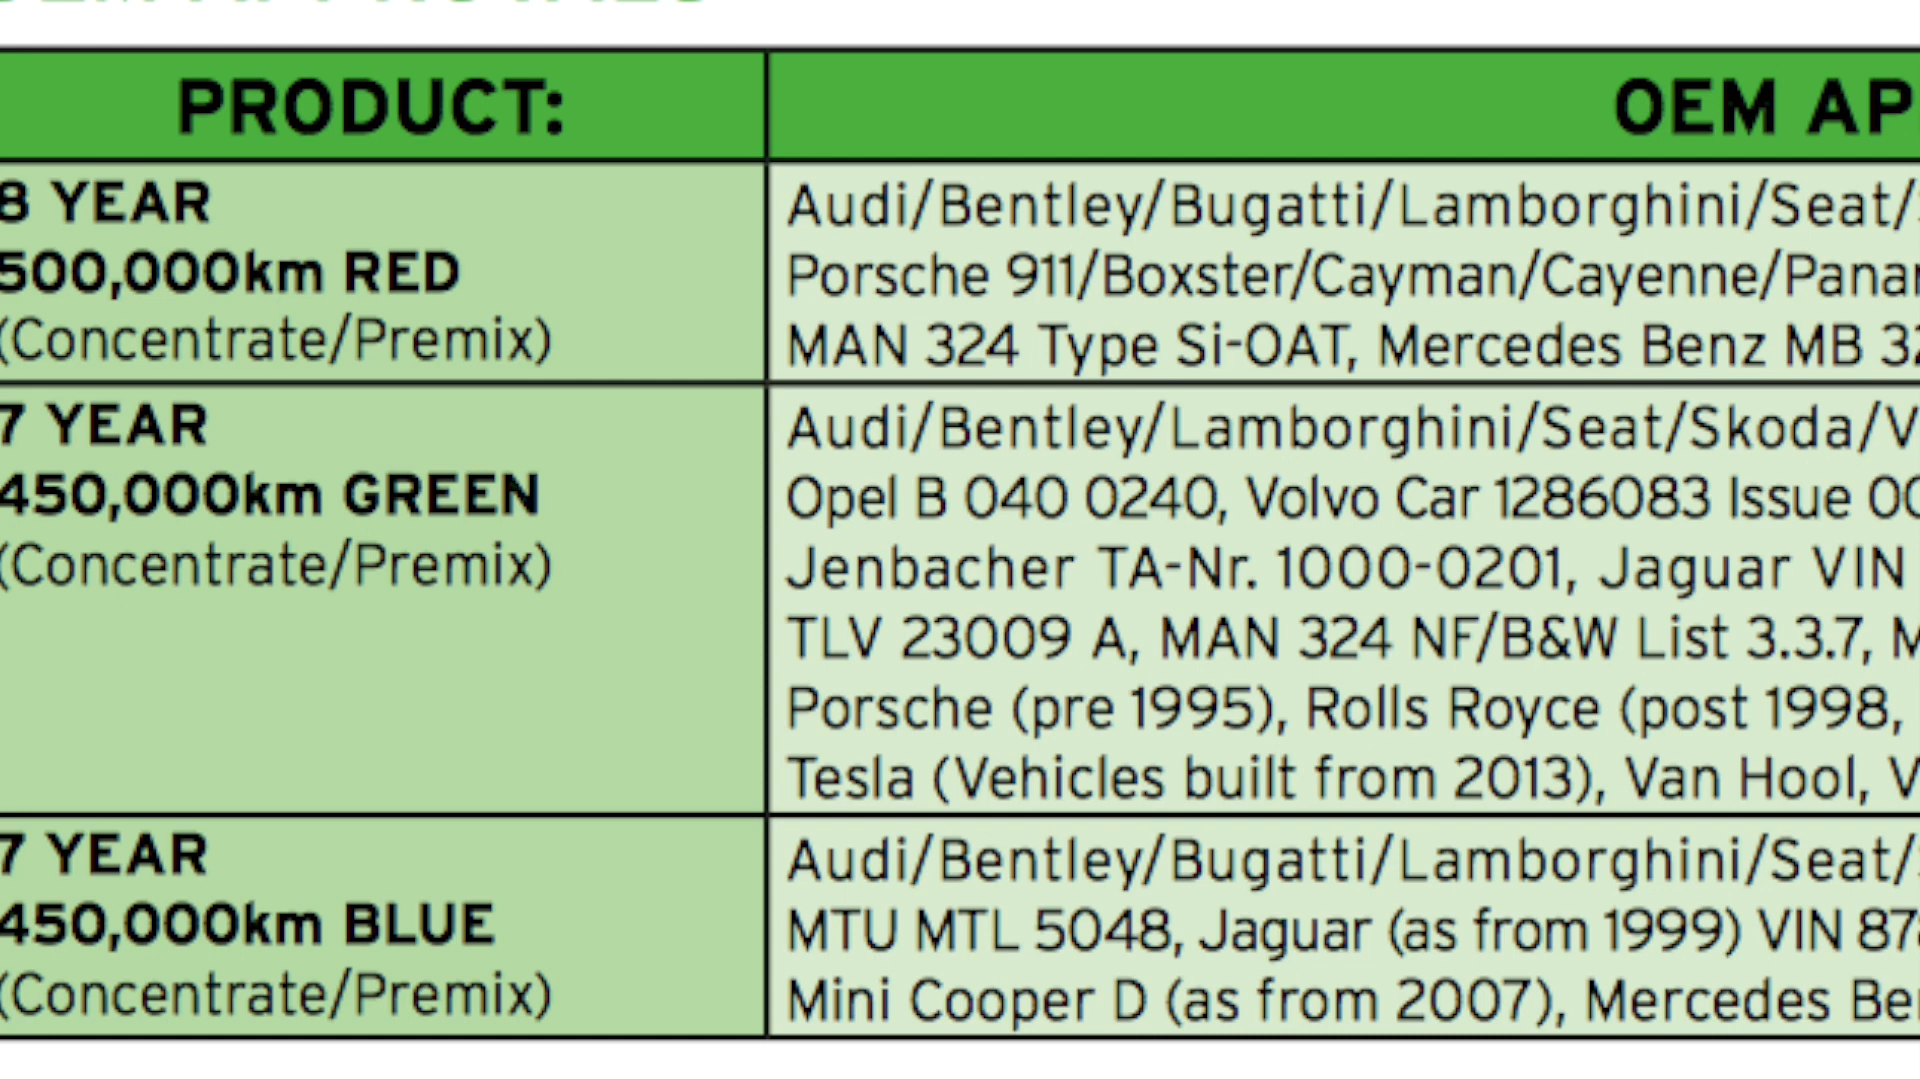 PRODUCT:
OEM AP
8 YEAR
500,000km RED
(Concentrate/Premix)
Audi/Bentley/Bugatti/Lamborghini/Seat/
Porsche 911/Boxster/Cayman/Cayenne/Panar
MAN 324 Type Si-OAT, Mercedes Benz MB 32
7 YEAR
450,000km GREEN
(Concentrate/Premix)
Audi/Bentley/Lamborghini/Seat/Skoda/V
Opel B 040 0240, Volvo Car 1286083 Issue 00
Jenbacher TA-Nr. 1000-0201, Jaguar VIN
TLV 23009 A, MAN 324 NF/B&W List 3.3.7, M
Porsche (pre 1995), Rolls Royce (post 1998,
Tesla (Vehicles built from 2013), Van Hool, V
7 YEAR
450,000km BLUE
(Concentrate/Premix)
Audi/Bentley/Bugatti/Lamborghini/Seat/
MTU MTL 5048, Jaguar (as from 1999) VIN 87
Mini Cooper D (as from 2007), Mercedes Ben